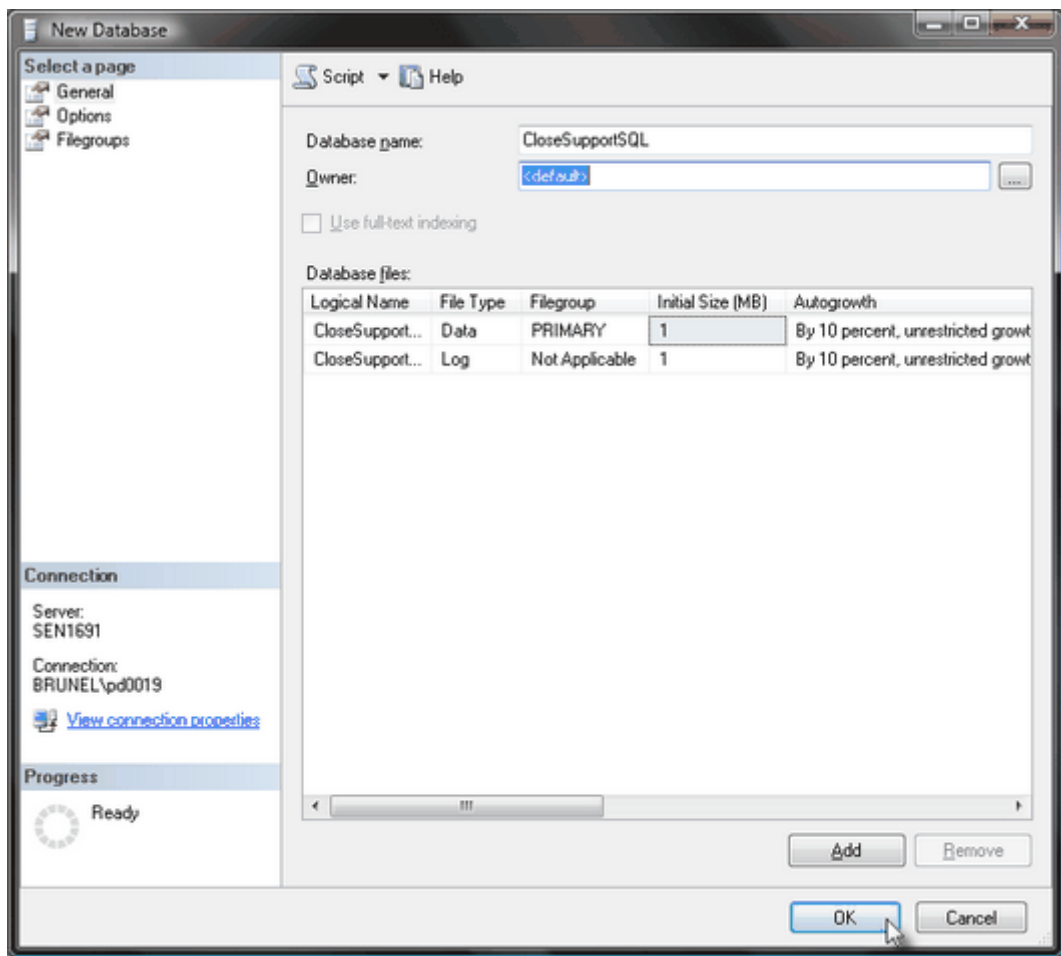 New Database
Select a page
General
Options
Filegroups
Script Help
Database name: CloseSupportSQL
Owner: <default> ...
Use full-text indexing
Database files:
Logical Name File Type Filegroup Initial Size (MB) Autogrowth
CloseSupport... Data PRIMARY 1 By 10 percent, unrestricted growt
CloseSupport... Log Not Applicable 1 By 10 percent, unrestricted growt
Connection
Server:
SEN1691
Connection:
BRUNEL\pd0019
View connection properties
Progress
Ready
Add Remove
OK Cancel